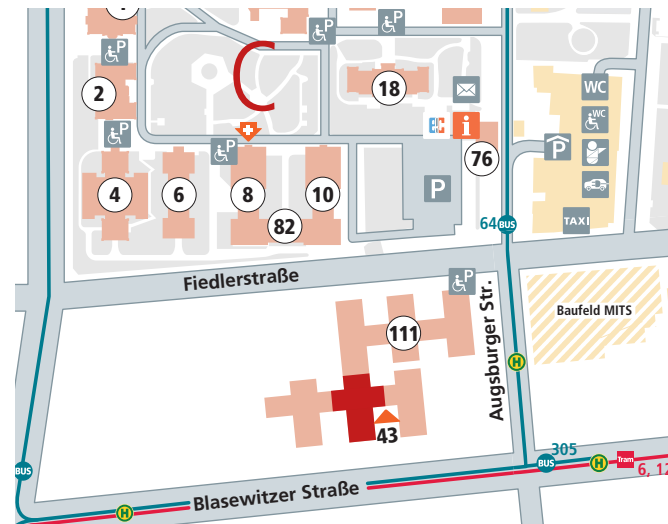 P
P
P
C
2
18
WC
WC
P
P
i
P
76
4
6
8
10
P
82
TAXI
64 BUS
Fiedlerstraße
P
Augsburger Str.
Baufeld MITS
111
H
43
305
BUS
BUS
H
Tram
6, 12
Blasewitzer Straße
H